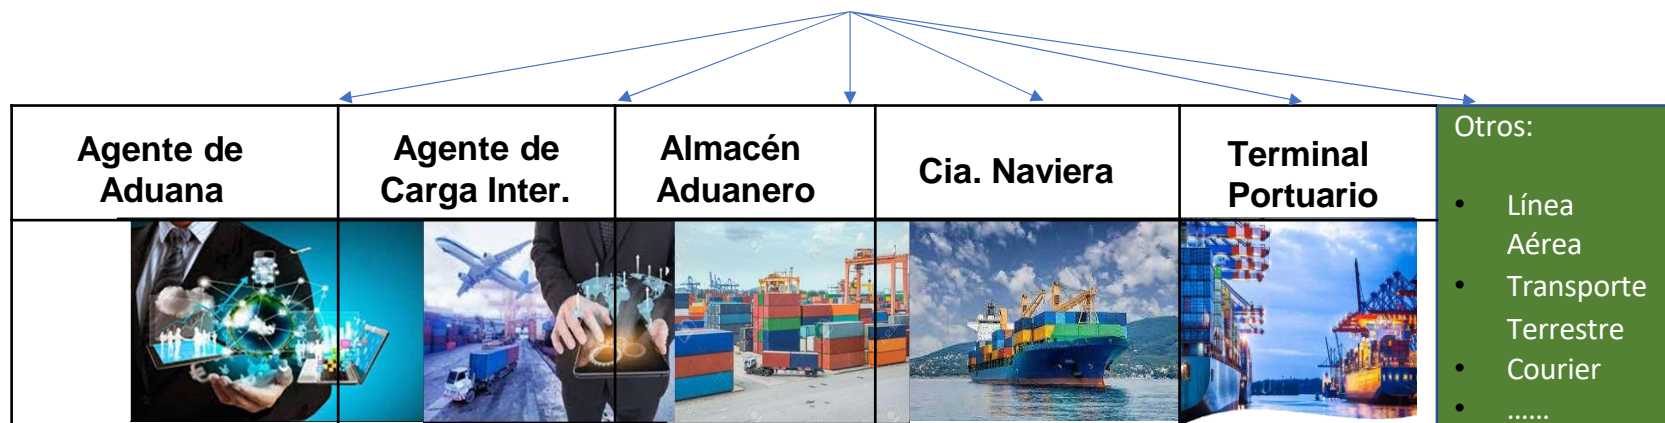 Agente de
Aduana
Agente de
Carga Inter.
Almacén
Aduanero
Cia. Naviera
Terminal
Portuario
Otros:
• Línea
Aérea
• Transporte
Terrestre
• Courier
• ......